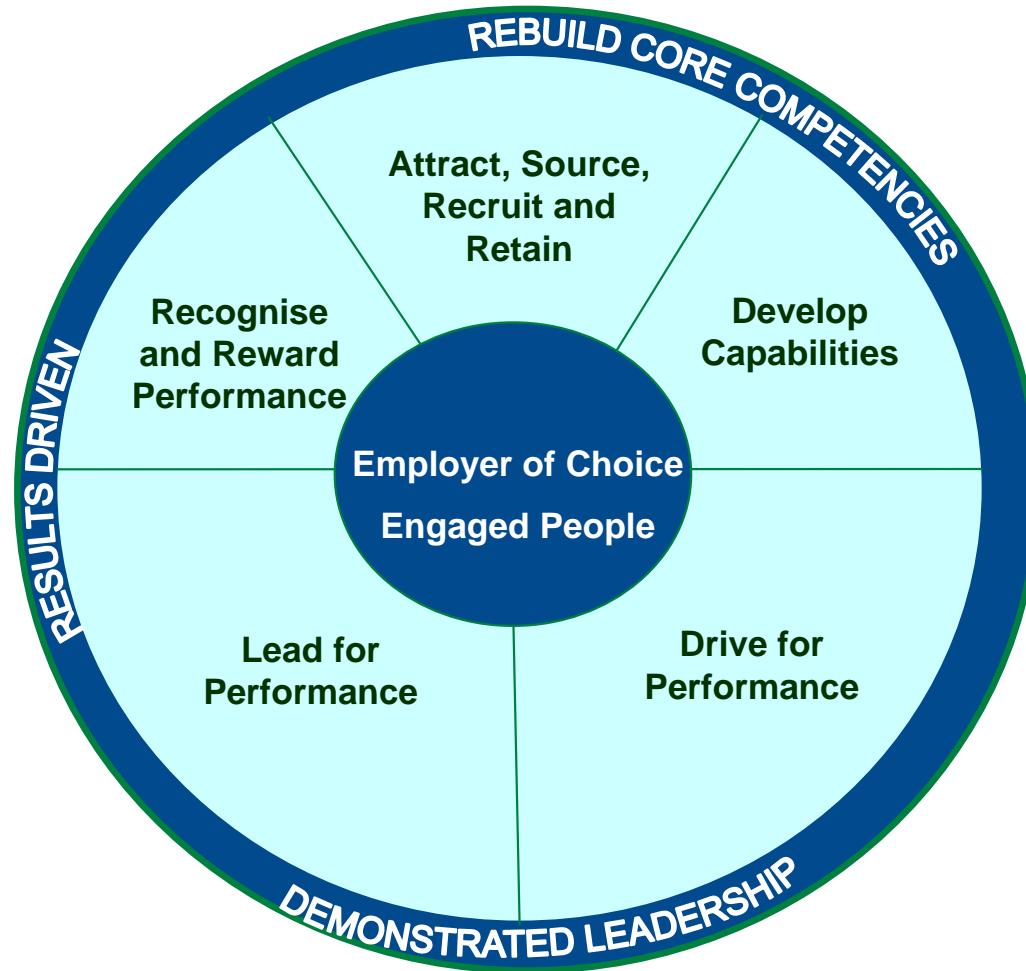 REBUILD CORE COMPETENCIES
Attract, Source,
Recruit and
Retain
Recognise
and Reward
Performance
Develop
Capabilities
RESULTS DRIVEN
Employer of Choice
Engaged People
Lead for
Performance
Drive for
Performance
DEMONSTRATED LEADERSHIP